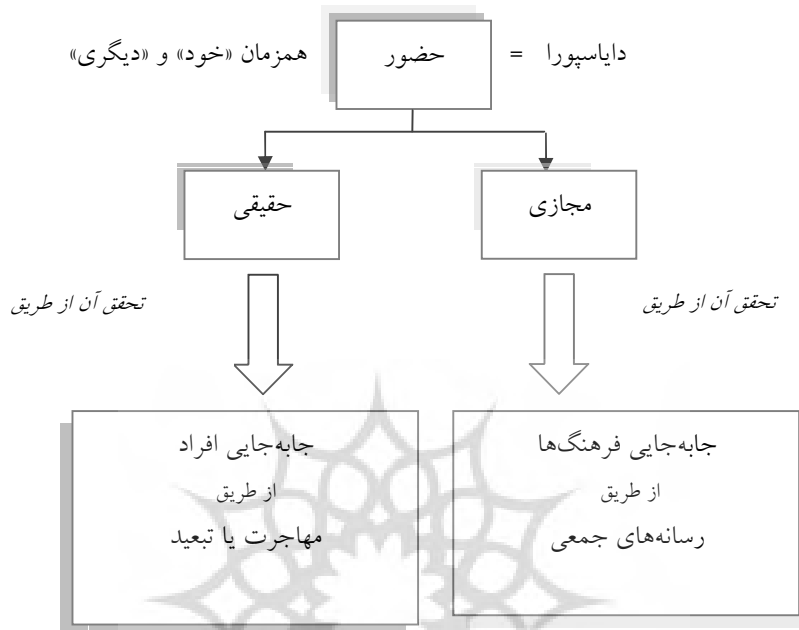 دایاسپورا = حضور همزمان «خود» و «دیگری»
مجازی
حقیقی
تحقق آن از طریق
تحقق آن از طریق
جابه‌جایی فرهنگ‌ها
از طریق
رسانه‌های جمعی
جابه‌جایی افراد
از طریق
مهاجرت یا تبعید